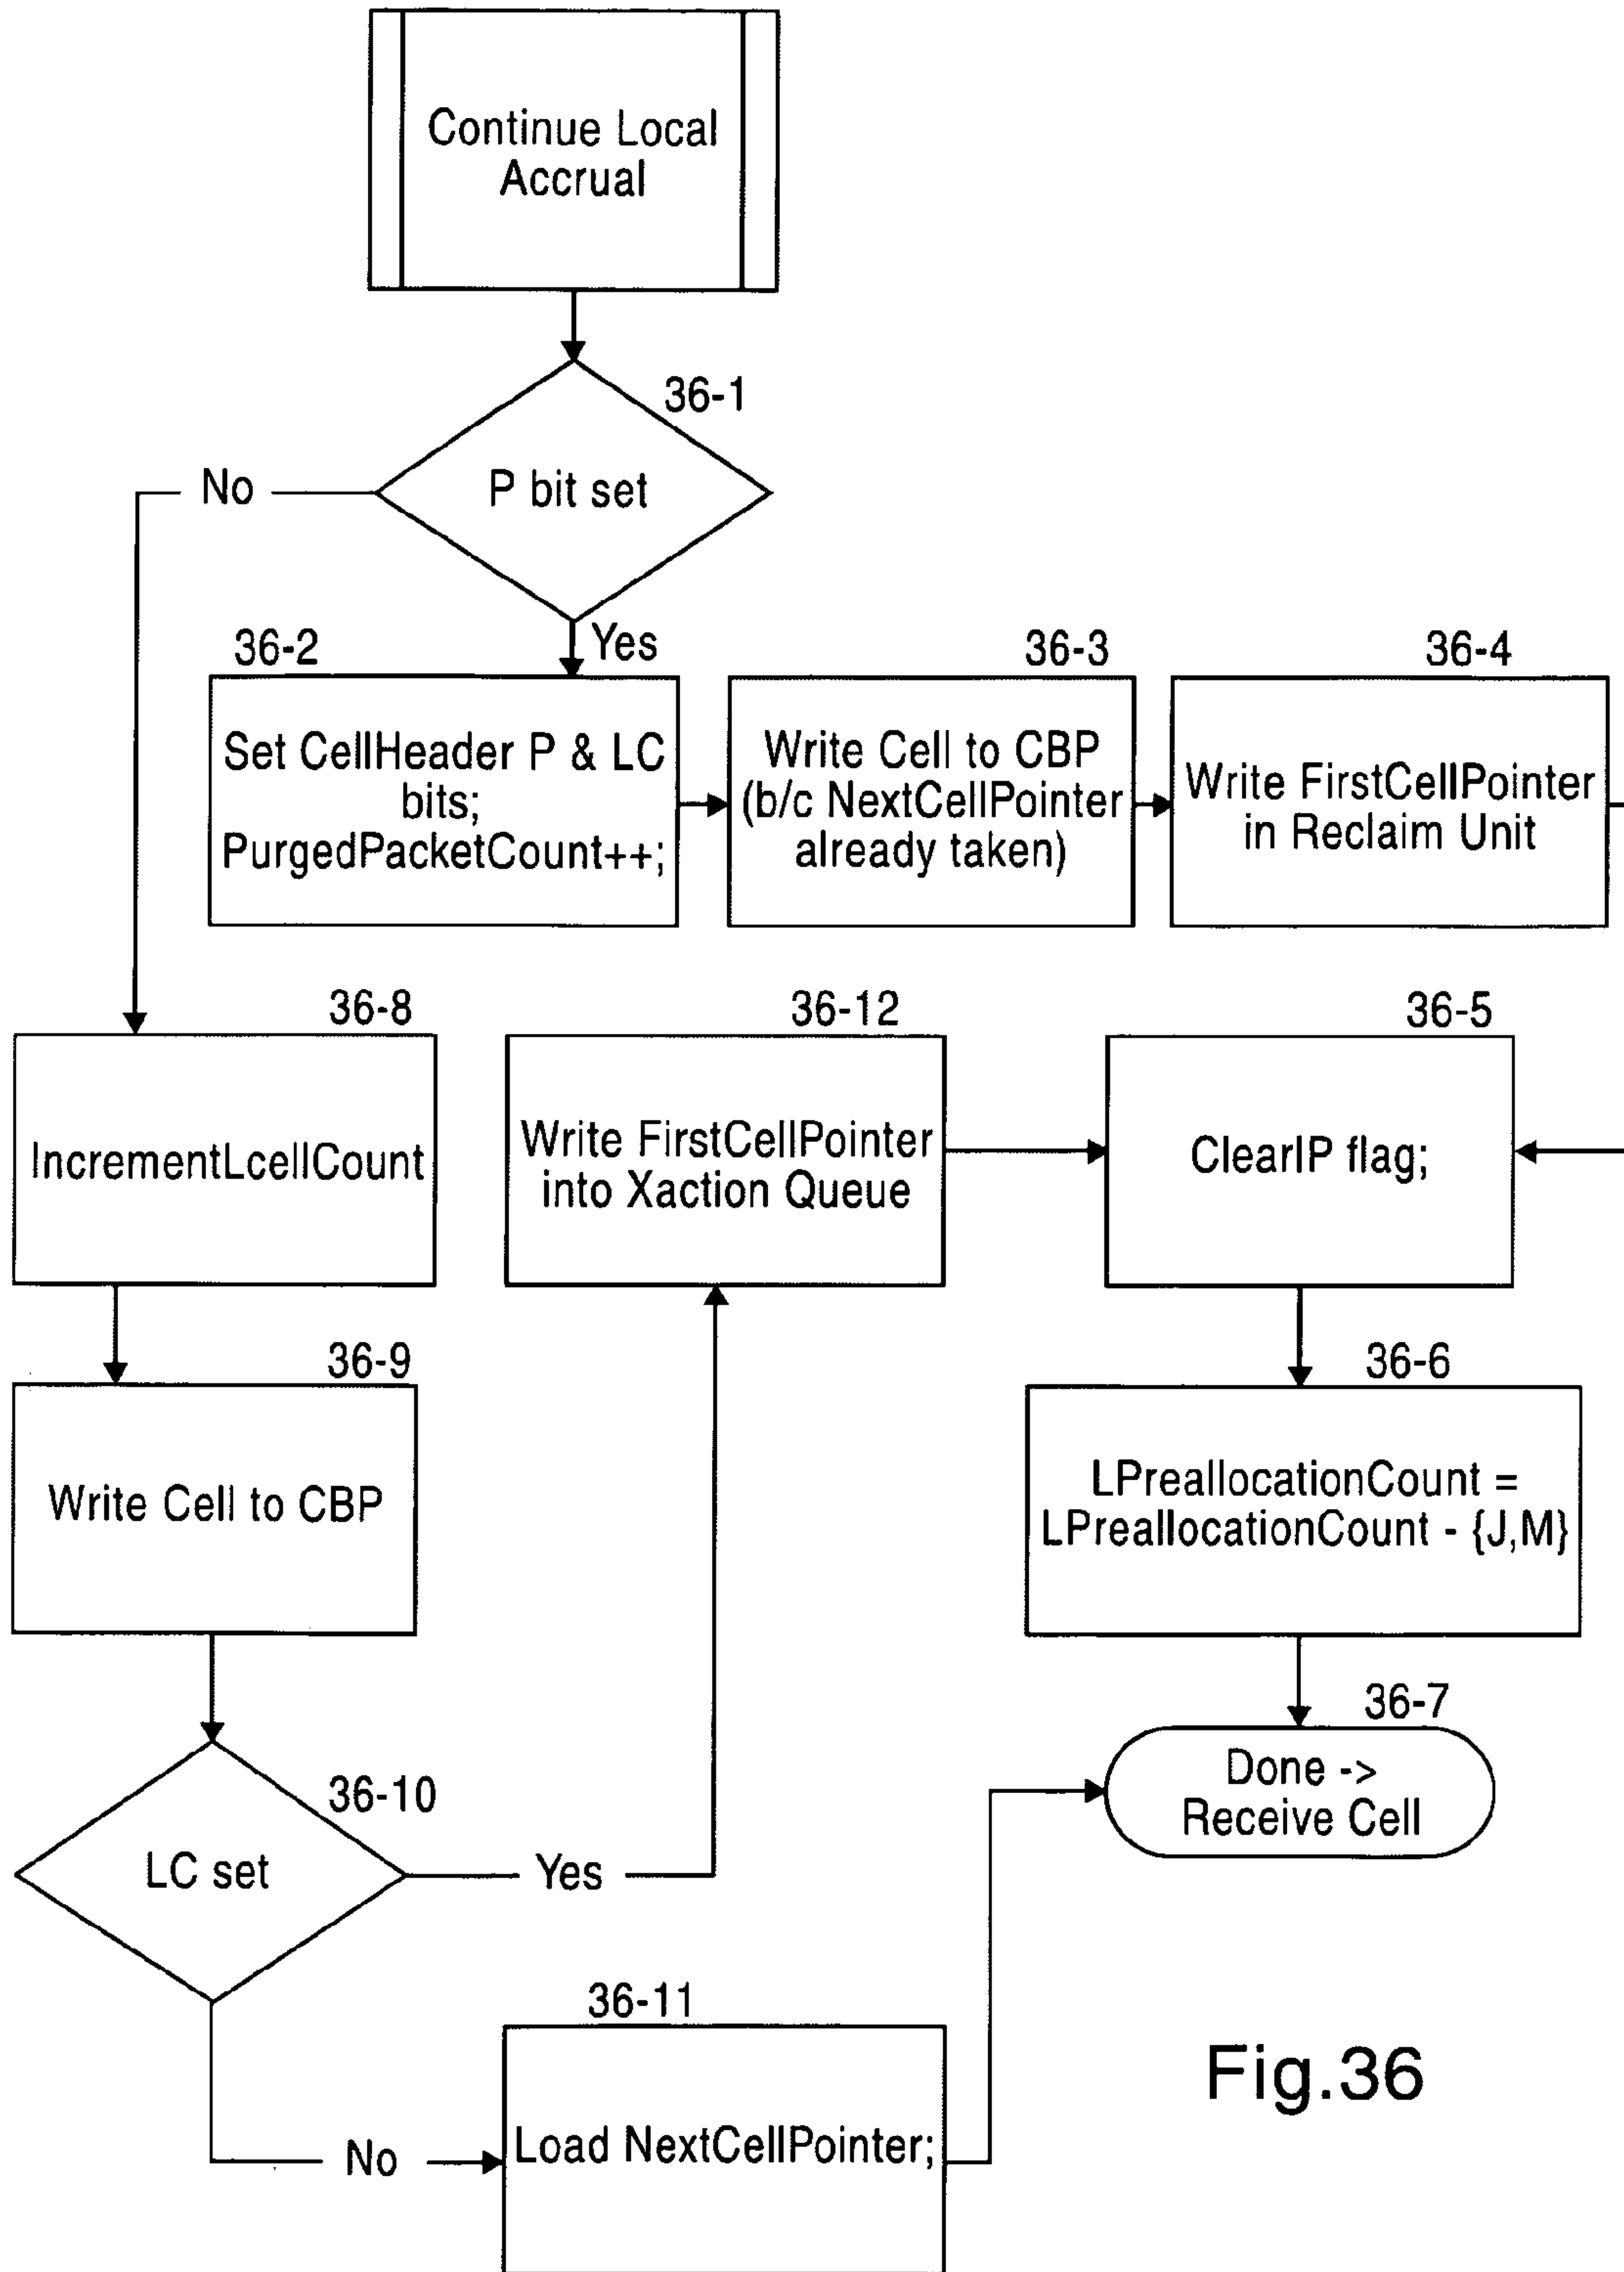 Continue Local
Accrual
36-1
No
P bit set
36-2
Yes
36-3
36-4
Set CellHeader P & LC
bits;
PurgedPacketCount++;
Write Cell to CBP
(b/c NextCellPointer
already taken)
Write FirstCellPointer
in Reclaim Unit
36-8
36-12
36-5
IncrementLcellCount
Write FirstCellPointer
into Xaction Queue
ClearIP flag;
36-9
36-6
Write Cell to CBP
LPreallocationCount =
LPreallocationCount - {J,M}
36-7
36-10
Done ->
Receive Cell
LC set
Yes
36-11
No
Load NextCellPointer;
Fig.36